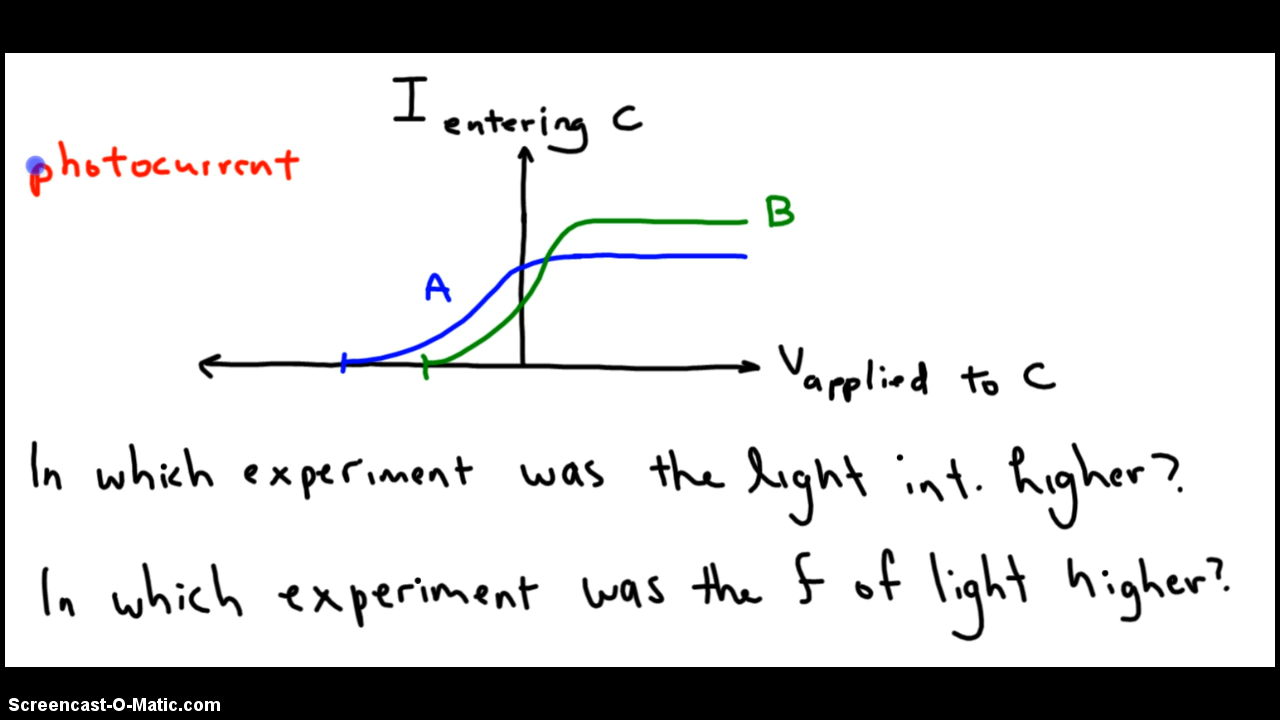 I entering C
photocurrent
B
A
V applied to C
In which experiment was the light int. higher?
In which experiment was the f of light higher?
Screencast-O-Matic.com